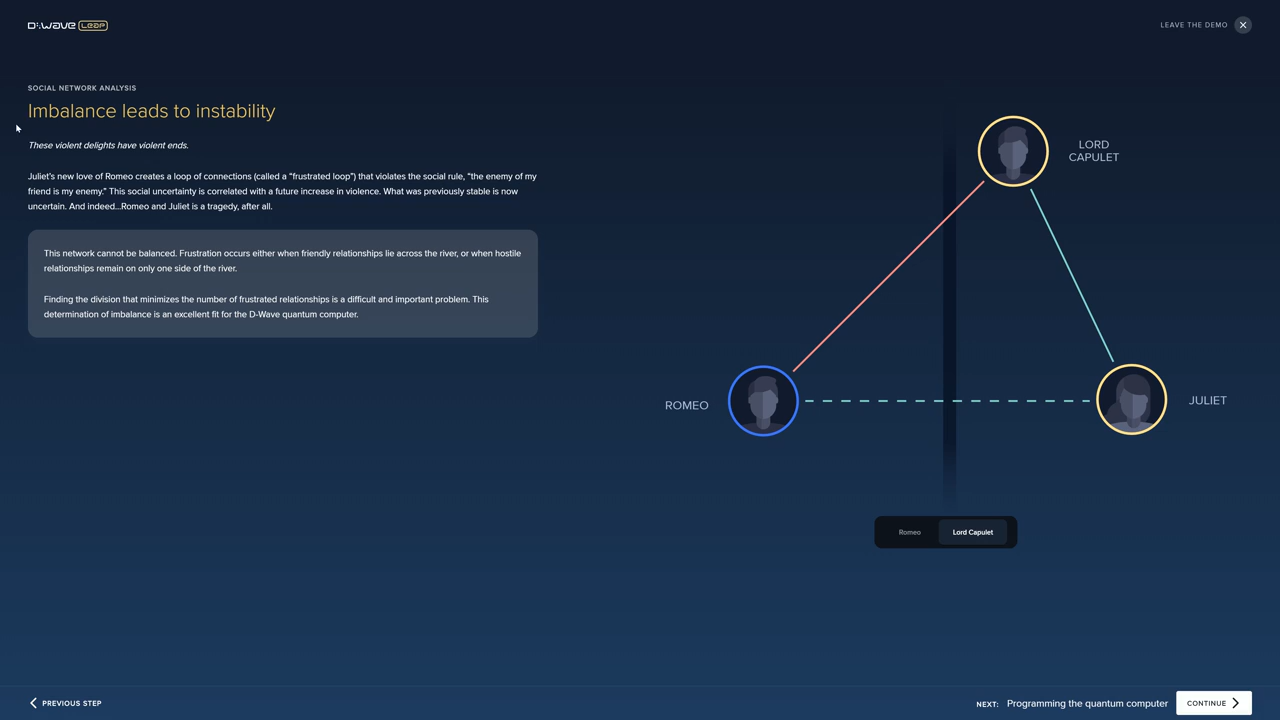 D:WAVE Leap
LEAVE THE DEMO
SOCIAL NETWORK ANALYSIS
Imbalance leads to instability
These violent delights have violent ends.
Juliet's new love of Romeo creates a loop of connections (called a “frustrated loop”) that violates the social rule, “the enemy of my
friend is my enemy.” This social uncertainty is correlated with a future increase in violence. What was previously stable is now
uncertain. And indeed...Romeo and Juliet is a tragedy, after all.
This network cannot be balanced. Frustration occurs either when friendly relationships lie across the river, or when hostile
relationships remain on only one side of the river.
Finding the division that minimizes the number of frustrated relationships is a difficult and important problem. This
determination of imbalance is an excellent fit for the D-Wave quantum computer.
LORD
CAPULET
ROMEO
JULIET
Romeo
Lord Capulet
PREVIOUS STEP
NEXT: Programming the quantum computer
CONTINUE